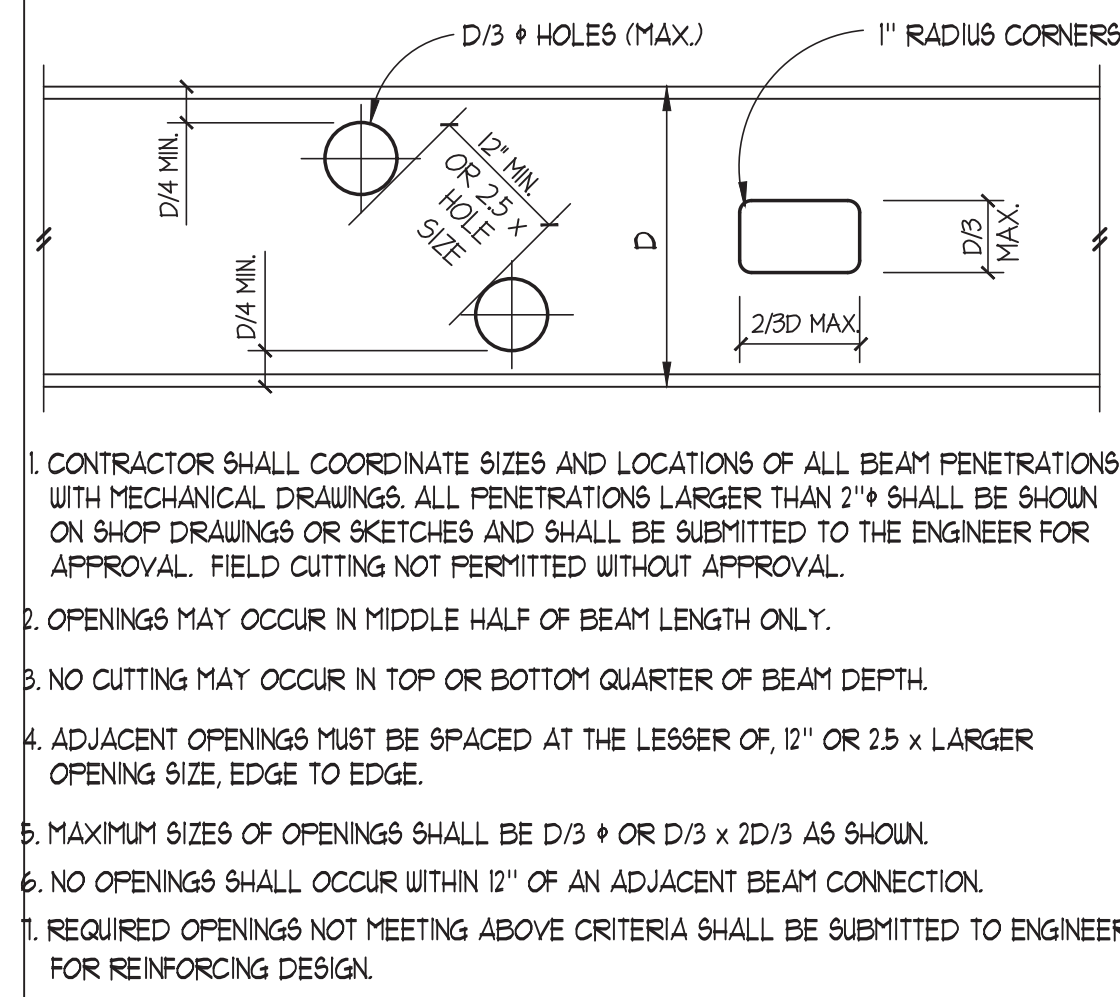 D/3 ⌀ HOLES (MAX.)
1" RADIUS CORNERS
D/4 MIN.
12" MIN.
OR 2.5 x
HOLE
SIZE
D
D/3
MAX.
D/4 MIN.
2/3D MAX.
1. CONTRACTOR SHALL COORDINATE SIZES AND LOCATIONS OF ALL BEAM PENETRATIONS
WITH MECHANICAL DRAWINGS. ALL PENETRATIONS LARGER THAN 2"⌀ SHALL BE SHOWN
ON SHOP DRAWINGS OR SKETCHES AND SHALL BE SUBMITTED TO THE ENGINEER FOR
APPROVAL. FIELD CUTTING NOT PERMITTED WITHOUT APPROVAL.
2. OPENINGS MAY OCCUR IN MIDDLE HALF OF BEAM LENGTH ONLY.
3. NO CUTTING MAY OCCUR IN TOP OR BOTTOM QUARTER OF BEAM DEPTH.
4. ADJACENT OPENINGS MUST BE SPACED AT THE LESSER OF, 12" OR 2.5 x LARGER
OPENING SIZE, EDGE TO EDGE.
5. MAXIMUM SIZES OF OPENINGS SHALL BE D/3 ⌀ OR D/3 x 2D/3 AS SHOWN.
6. NO OPENINGS SHALL OCCUR WITHIN 12" OF AN ADJACENT BEAM CONNECTION.
7. REQUIRED OPENINGS NOT MEETING ABOVE CRITERIA SHALL BE SUBMITTED TO ENGINEER
FOR REINFORCING DESIGN.